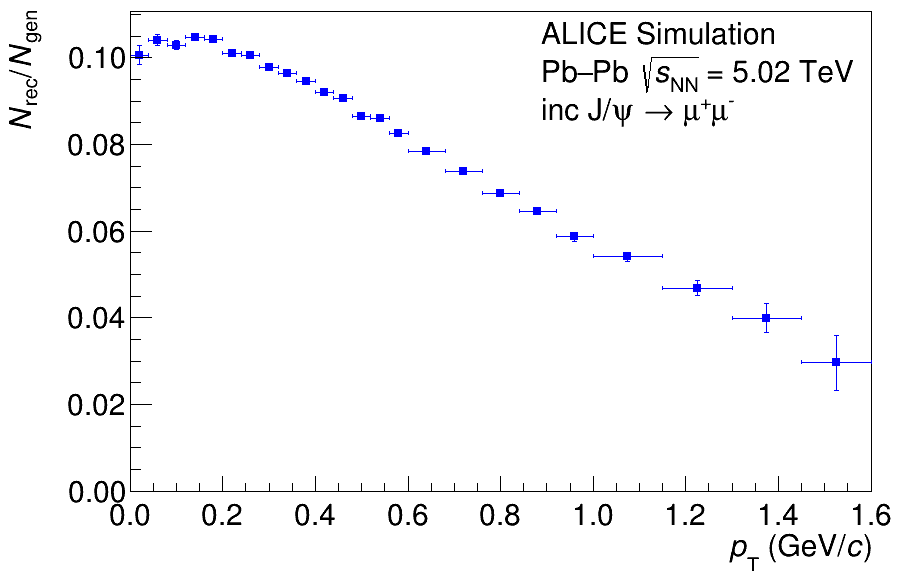 ALICE Simulation
Pb–Pb √sNN = 5.02 TeV
inc J/ψ → μ+μ-
Nrec/Ngen
0.10
0.08
0.06
0.04
0.02
0.00
0.0 0.2 0.4 0.6 0.8 1.0 1.2 1.4 1.6
pT (GeV/c)